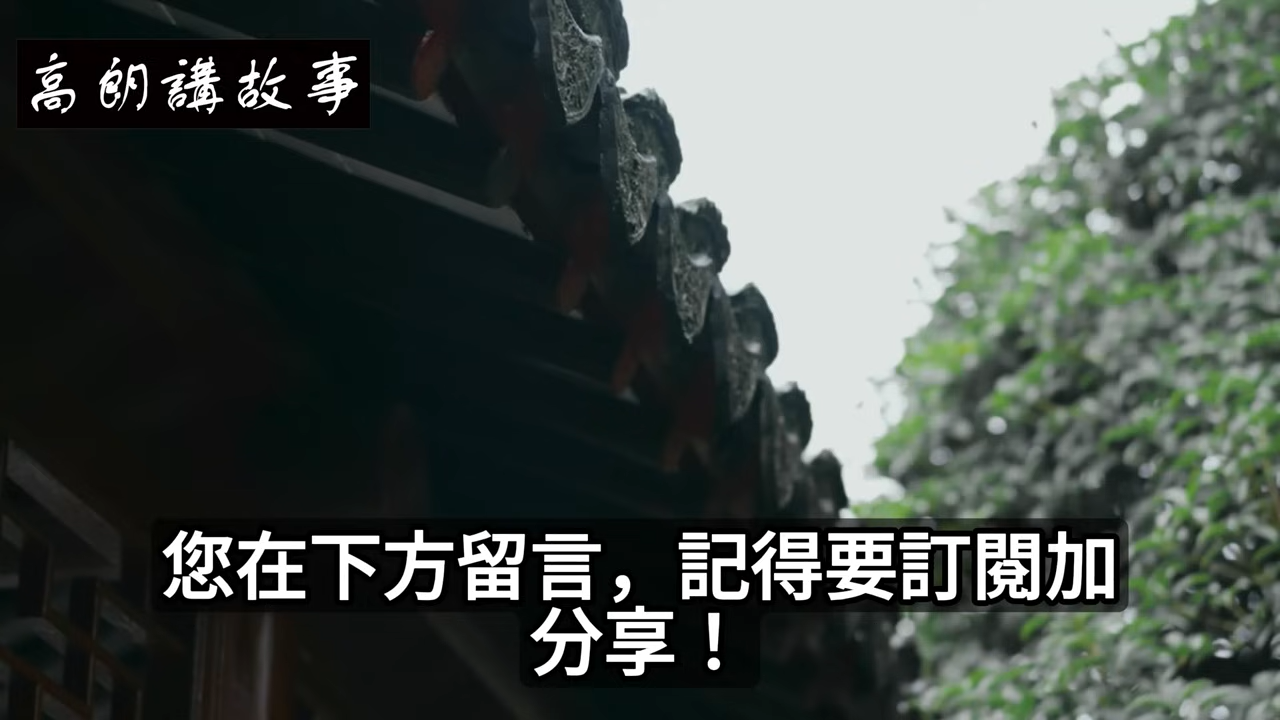 高朗講故事
您在下方留言，記得要訂閱加
分享！